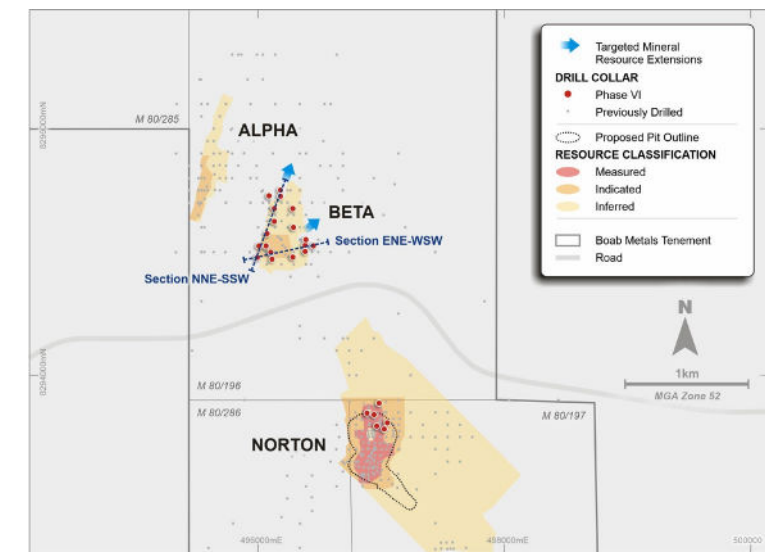 Targeted Mineral
Resource Extensions
DRILL COLLAR
Phase VI
Previously Drilled
Proposed Pit Outline
RESOURCE CLASSIFICATION
Measured
Indicated
Inferred
Boab Metals Tenement
Road
M 80/285
ALPHA
BETA
Section ENE-WSW
Section NNE-SSW
N
1km
MGA Zone 52
M 80/196
M 80/286
M 80/197
NORTON
8294000mN
495000mE